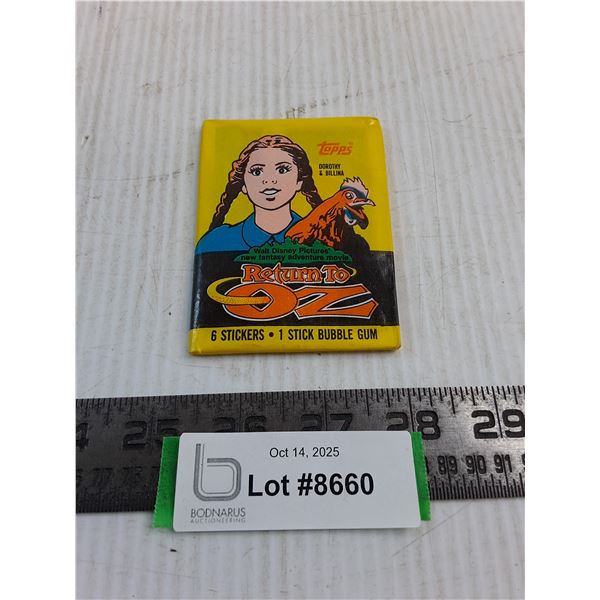 Topps
DOROTHY
& BILLINA
Walt Disney Pictures'
new fantasy adventure movie
Return To
OZ
6 STICKERS • 1 STICK BUBBLE GUM
25 26 27 28 29
89 90 91
Oct 14, 2025
Lot #8660
b
BODNARUS
AUCTIONEERING